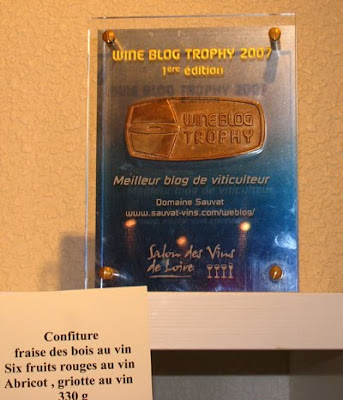 WINE BLOG TROPHY 2007
1ère édition
WINE BLOG
TROPHY
Meilleur blog de viticulteur
Domaine Sauvat
www.sauvat-vins.com/weblog/
Salon des Vins
de Loire
Confiture
fraise des bois au vin
Six fruits rouges au vin
Abricot , griotte au vin
330 g